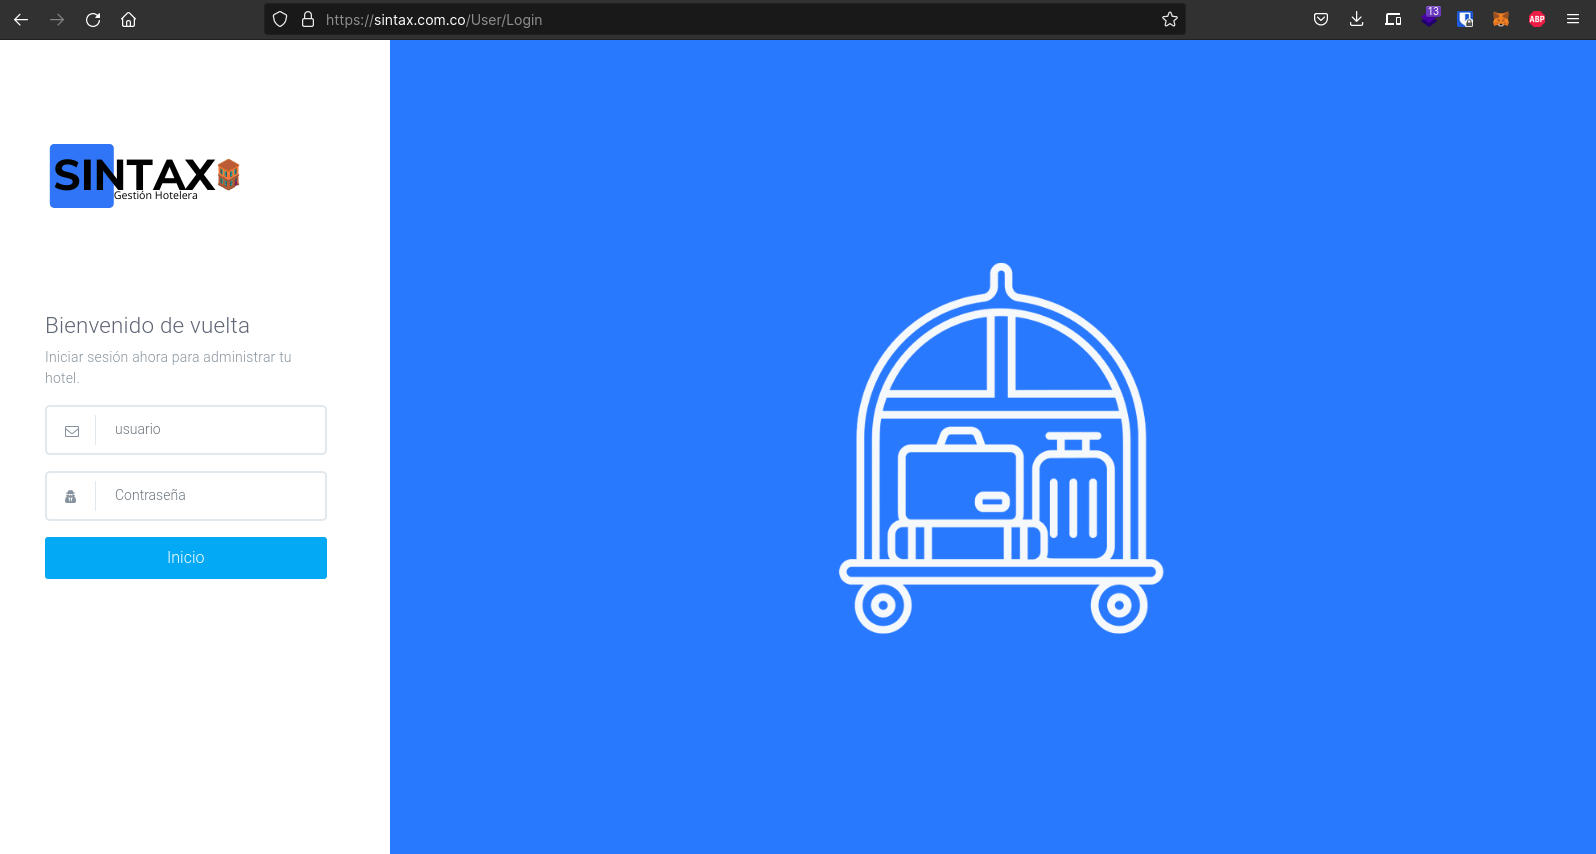 https://sintax.com.co/User/Login
13
ABP
SINTAX
Gestión Hotelera
Bienvenido de vuelta
Iniciar sesión ahora para administrar tu
hotel.
usuario
Contraseña
Inicio